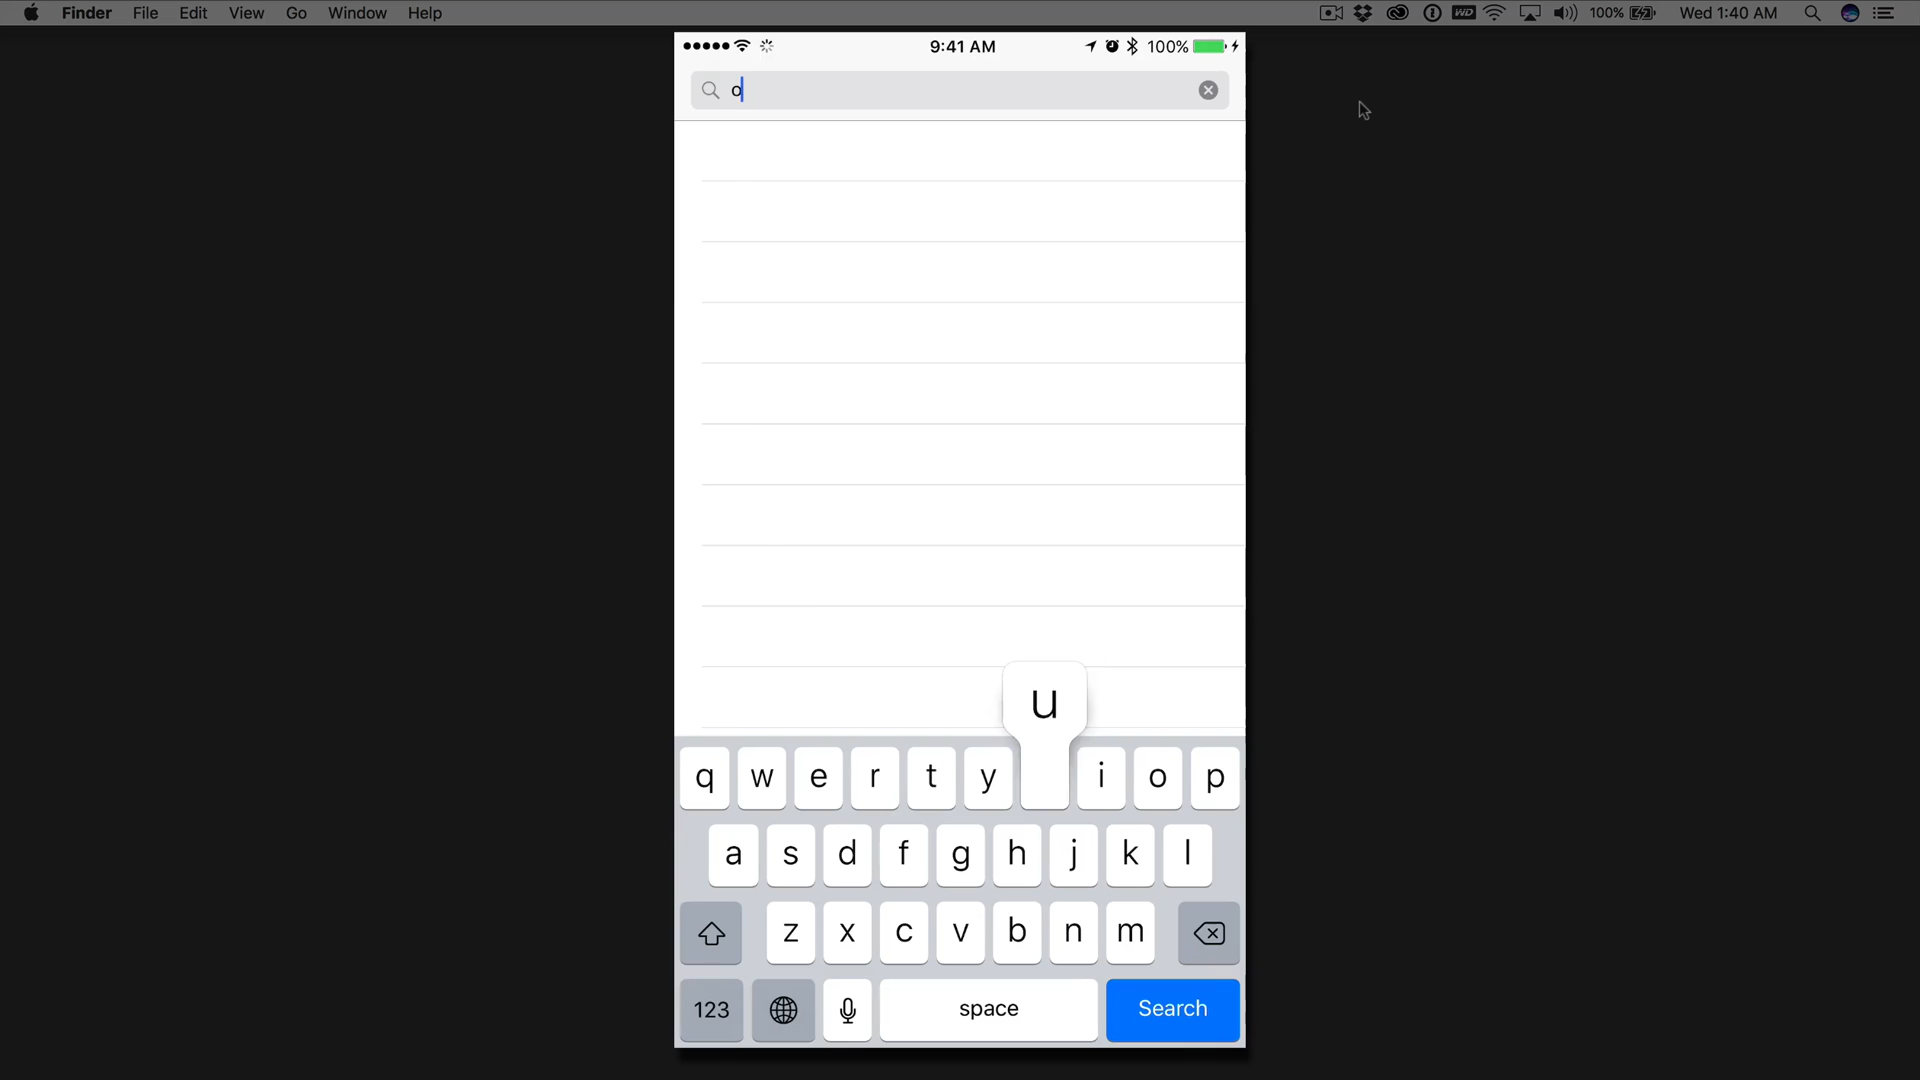 Finder File Edit View Go Window Help WD 100% Wed 1:40 AM
9:41 AM 100%
o
u
q w e r t y i o p
a s d f g h j k l
z x c v b n m
123 space Search